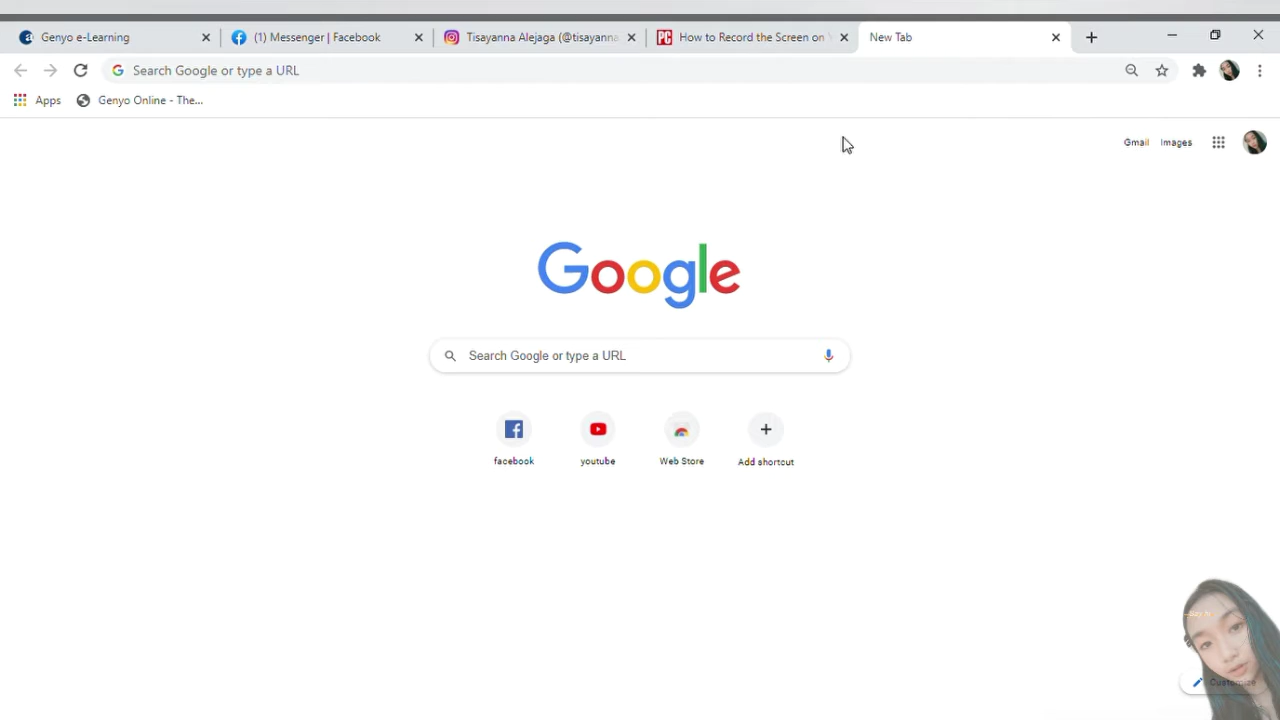 Genyo e-Learning
(1) Messenger | Facebook
Tisayanna Alejaga (@tisayanna.
PC
How to Record the Screen on
New Tab
Search Google or type a URL
Apps
Genyo Online - The...
Gmail
Images
Google
Search Google or type a URL
facebook
youtube
Web Store
Add shortcut
Customize